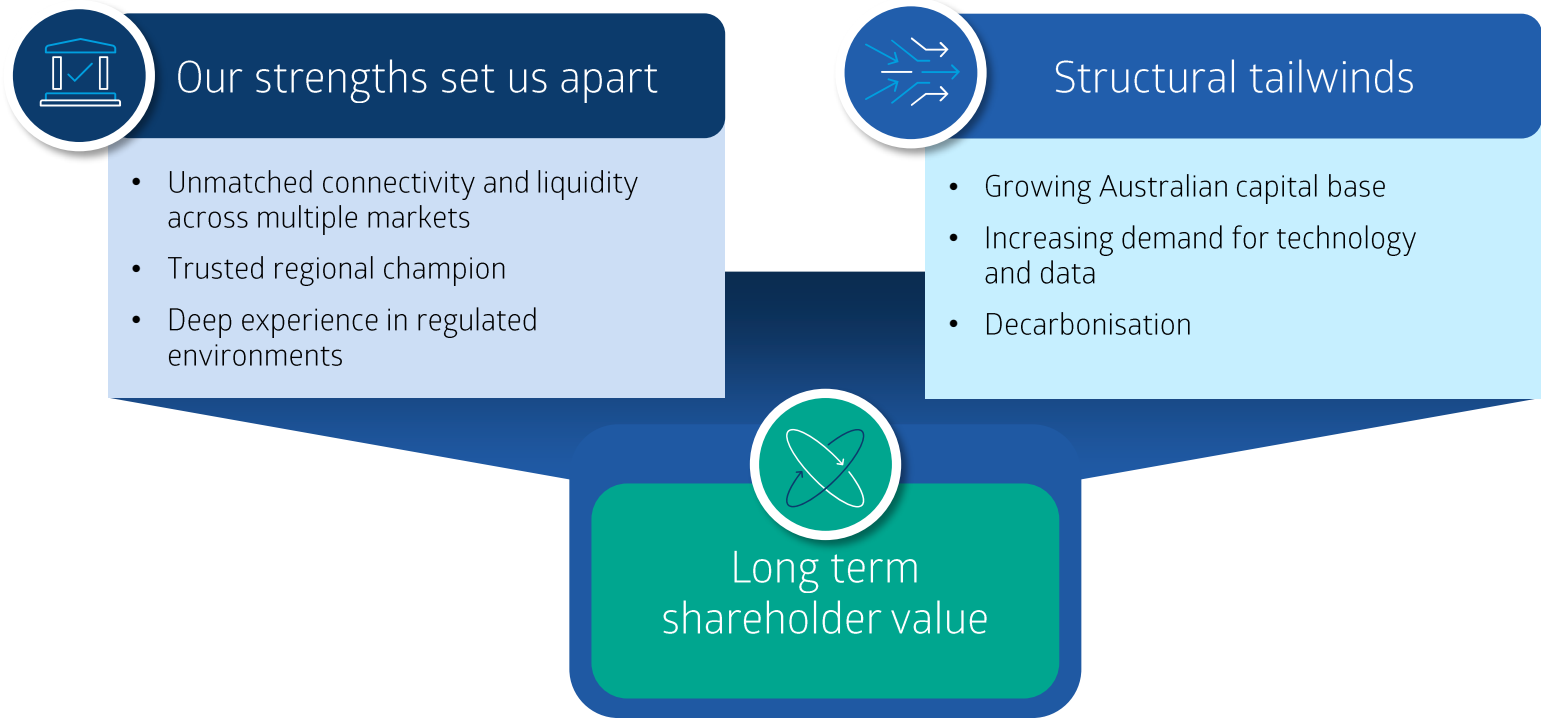 Our strengths set us apart
• Unmatched connectivity and liquidity
across multiple markets
• Trusted regional champion
• Deep experience in regulated
environments
Structural tailwinds
• Growing Australian capital base
• Increasing demand for technology
and data
• Decarbonisation
Long term
shareholder value